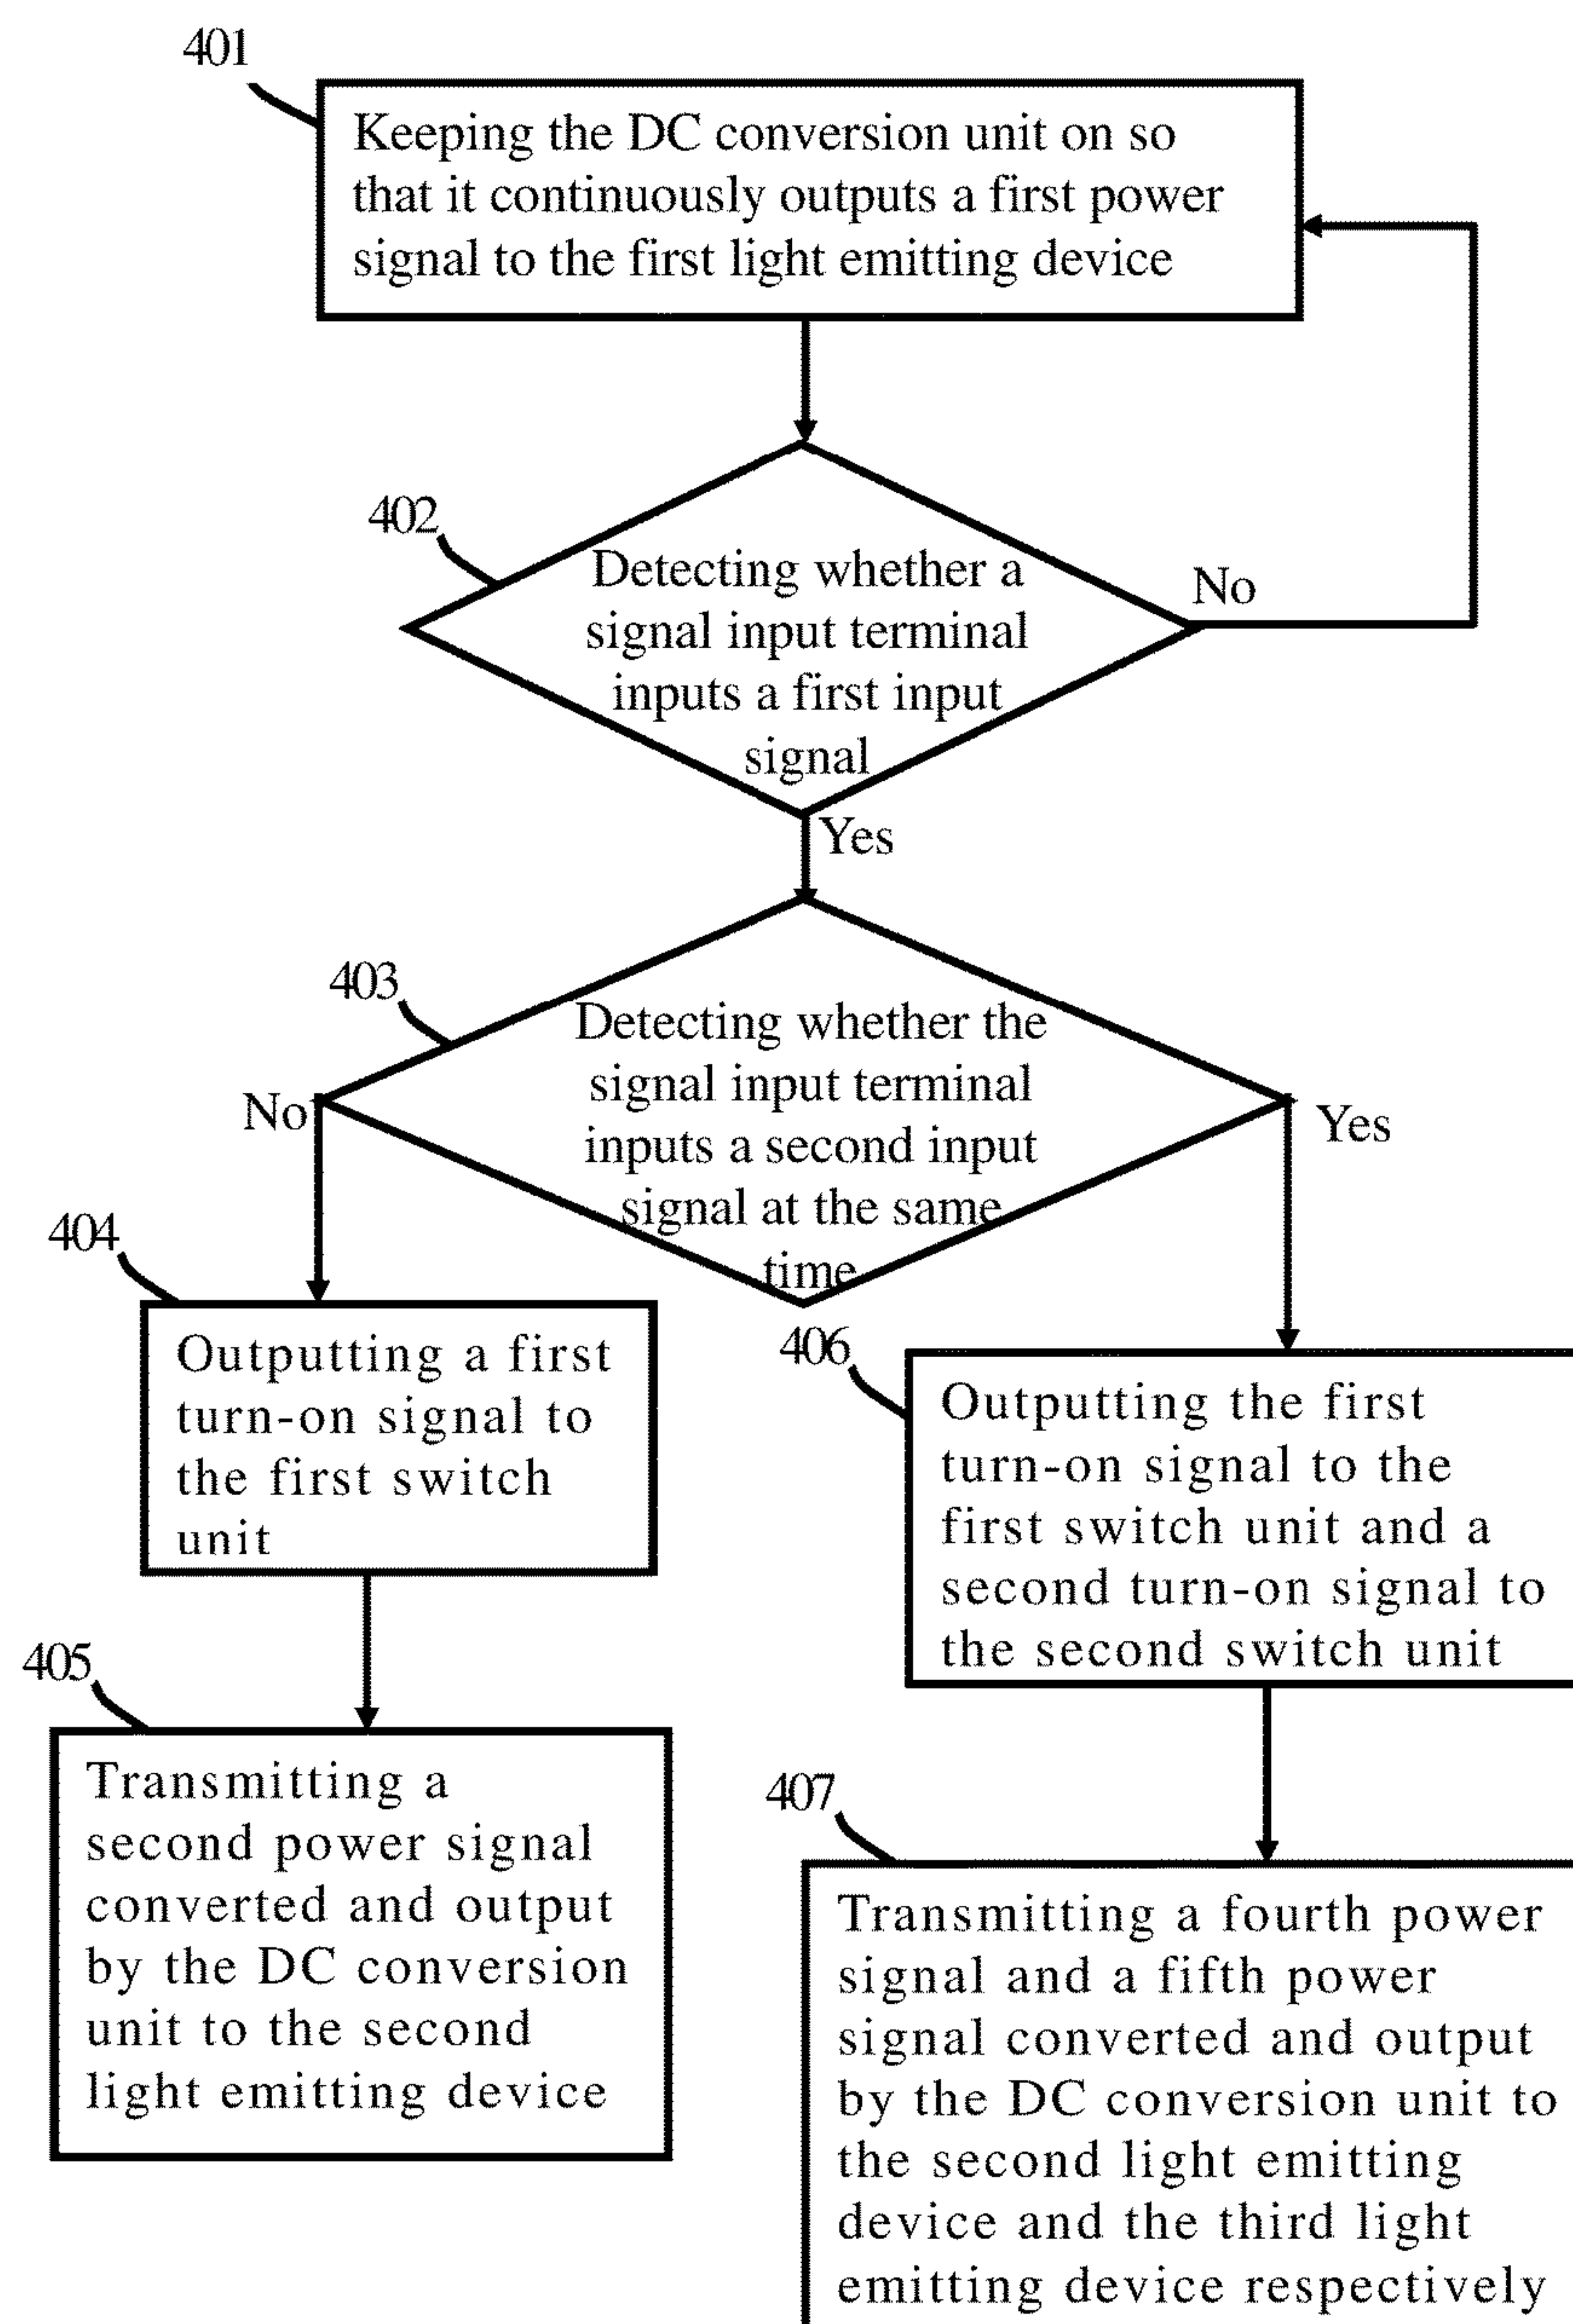 401
Keeping the DC conversion unit on so
that it continuously outputs a first power
signal to the first light emitting device
402
Detecting whether a
signal input terminal
inputs a first input
signal
No
Yes
403
Detecting whether the
signal input terminal
inputs a second input
signal at the same
time
No
Yes
404
Outputting a first
turn-on signal to
the first switch
unit
406
Outputting the first
turn-on signal to the
first switch unit and a
second turn-on signal to
the second switch unit
405
Transmitting a
second power signal
converted and output
by the DC conversion
unit to the second
light emitting device
407
Transmitting a fourth power
signal and a fifth power
signal converted and output
by the DC conversion unit to
the second light emitting
device and the third light
emitting device respectively